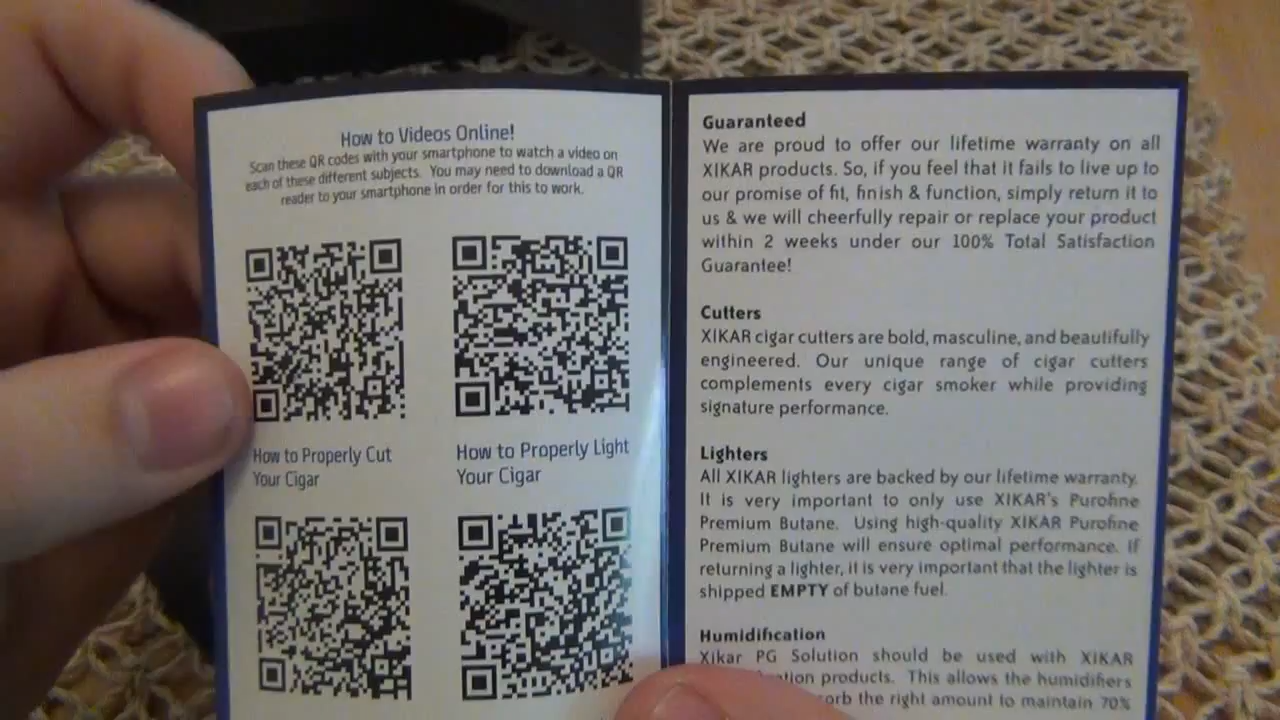 How to Videos Online!
Scan these QR codes with your smartphone to watch a video on
each of these different subjects. You may need to download a QR
reader to your smartphone in order for this to work.
How to Properly Cut
Your Cigar
How to Properly Light
Your Cigar
Guaranteed
We are proud to offer our lifetime warranty on all
XIKAR products. So, if you feel that it fails to live up to
our promise of fit, finish & function, simply return it to
us & we will cheerfully repair or replace your product
within 2 weeks under our 100% Total Satisfaction
Guarantee!
Cutters
XIKAR cigar cutters are bold, masculine, and beautifully
engineered. Our unique range of cigar cutters
complements every cigar smoker while providing
signature performance.
Lighters
All XIKAR lighters are backed by our lifetime warranty.
It is very important to only use XIKAR's Purofine
Premium Butane. Using high-quality XIKAR Purofine
Premium Butane will ensure optimal performance. If
returning a lighter, it is very important that the lighter is
shipped EMPTY of butane fuel.
Humidification
Xikar PG Solution should be used with XIKAR
products. This allows the humidifiers
the right amount to maintain 70%